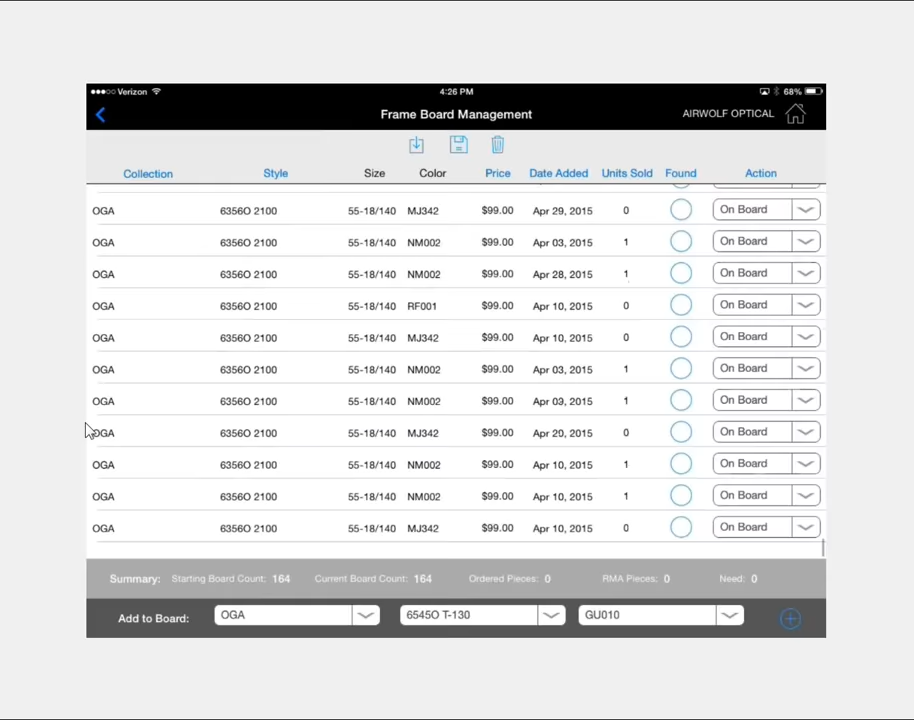 Verizon 4:26 PM 68%
Frame Board Management AIRWOLF OPTICAL
Collection Style Size Color Price Date Added Units Sold Found Action
OGA 6356O 2100 55-18/140 MJ342 $99.00 Apr 29, 2015 0 On Board
OGA 6356O 2100 55-18/140 NM002 $99.00 Apr 03, 2015 1 On Board
OGA 6356O 2100 55-18/140 NM002 $99.00 Apr 28, 2015 1 On Board
OGA 6356O 2100 55-18/140 RF001 $99.00 Apr 10, 2015 0 On Board
OGA 6356O 2100 55-18/140 MJ342 $99.00 Apr 10, 2015 0 On Board
OGA 6356O 2100 55-18/140 NM002 $99.00 Apr 03, 2015 1 On Board
OGA 6356O 2100 55-18/140 NM002 $99.00 Apr 03, 2015 1 On Board
OGA 6356O 2100 55-18/140 MJ342 $99.00 Apr 20, 2015 0 On Board
OGA 6356O 2100 55-18/140 NM002 $99.00 Apr 10, 2015 1 On Board
OGA 6356O 2100 55-18/140 NM002 $99.00 Apr 10, 2015 1 On Board
OGA 6356O 2100 55-18/140 MJ342 $99.00 Apr 10, 2015 0 On Board
Summary: Starting Board Count: 164 Current Board Count: 164 Ordered Pieces: 0 RMA Pieces: 0 Need: 0
Add to Board: OGA 6545O T-130 GU010